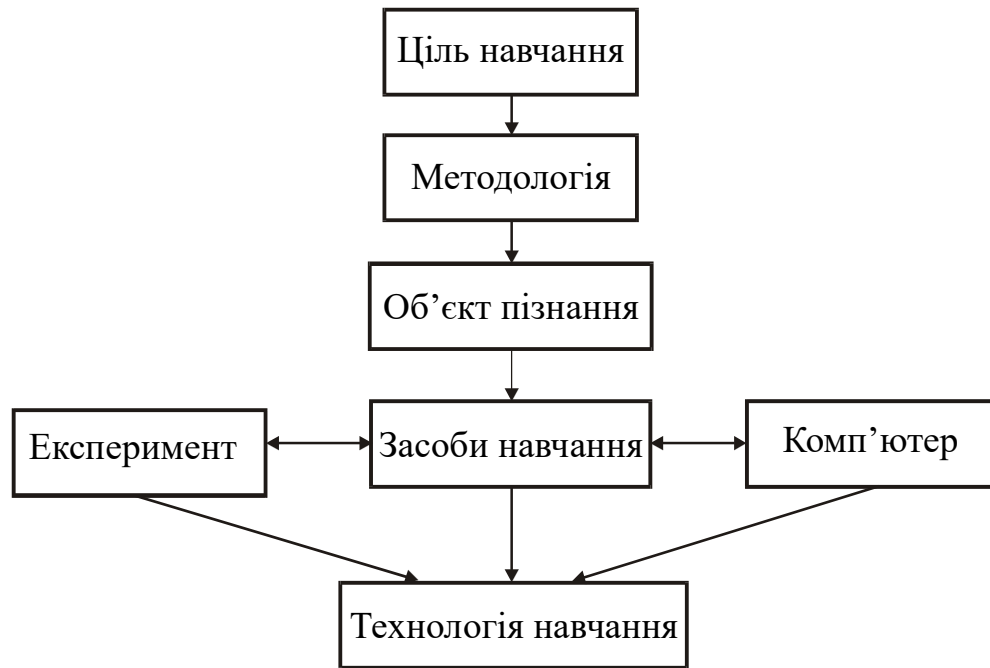 Ціль навчання
Методологія
Об’єкт пізнання
Експеримент
Засоби навчання
Комп’ютер
Технологія навчання